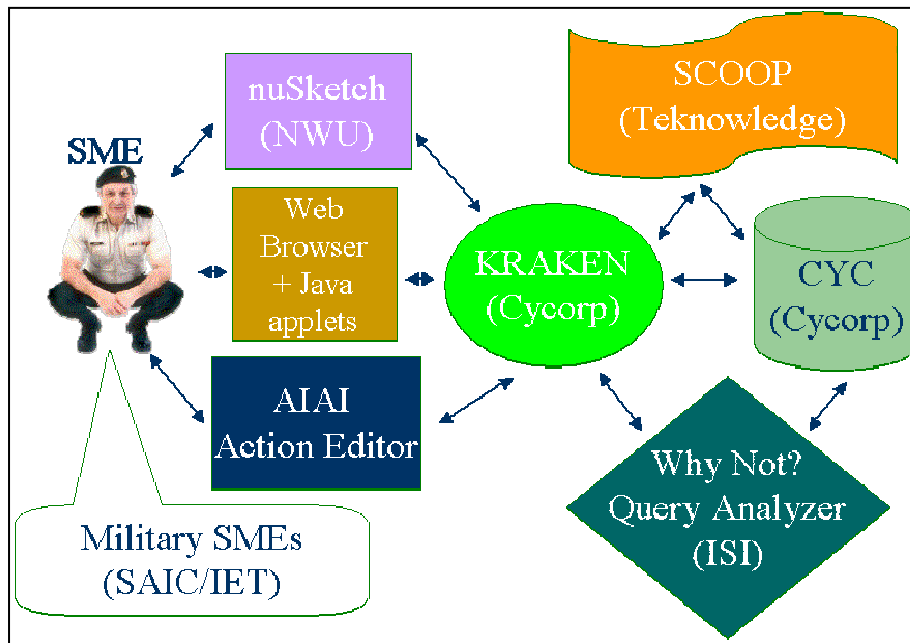 SME
nuSketch
(NWU)
Web
Browser
+ Java
applets
AIAI
Action Editor
Military SMEs
(SAIC/IET)
KRAKEN
(Cycorp)
SCOOP
(Teknowledge)
CYC
(Cycorp)
Why Not?
Query Analyzer
(ISI)